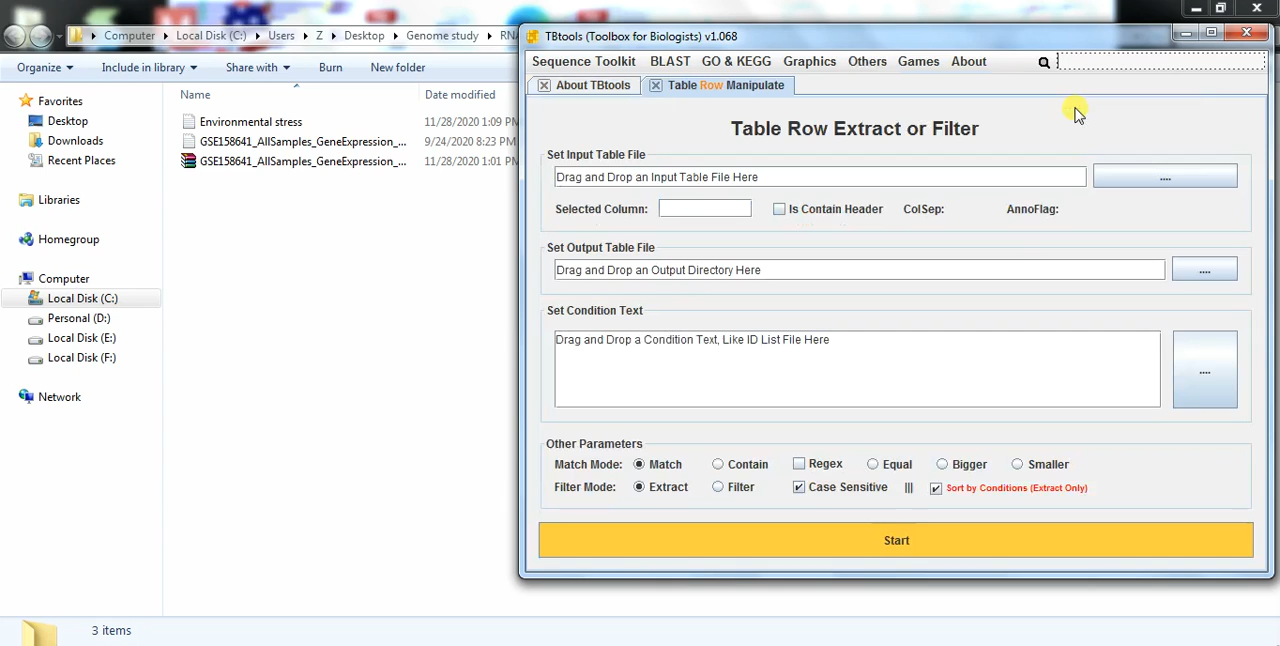 Computer Local Disk (C:) Users Z Desktop Genome study RN
Organize Include in library Share with Burn New folder
Favorites
Desktop
Downloads
Recent Places
Libraries
Homegroup
Computer
Local Disk (C:)
Personal (D:)
Local Disk (E:)
Local Disk (F:)
Network
Name Date modified
Environmental stress 11/28/2020 1:09 PM
GSE158641_AllSamples_GeneExpression_... 9/24/2020 8:23 PM
GSE158641_AllSamples_GeneExpression_... 11/28/2020 1:01 PM
3 items
TBtools (Toolbox for Biologists) v1.068
Sequence Toolkit BLAST GO & KEGG Graphics Others Games About
About TBtools Table Row Manipulate
Table Row Extract or Filter
Set Input Table File
Drag and Drop an Input Table File Here ....
Selected Column: Is Contain Header ColSep: AnnoFlag:
Set Output Table File
Drag and Drop an Output Directory Here ....
Set Condition Text
Drag and Drop a Condition Text, Like ID List File Here
....
Other Parameters
Match Mode: Match Contain Regex Equal Bigger Smaller
Filter Mode: Extract Filter Case Sensitive ||| Sort by Conditions (Extract Only)
Start